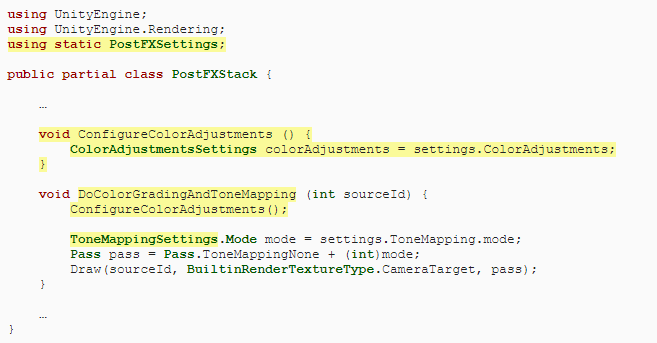 using UnityEngine;
using UnityEngine.Rendering;
using static PostFXSettings;
public partial class PostFXStack {
…
void ConfigureColorAdjustments () {
ColorAdjustmentsSettings colorAdjustments = settings.ColorAdjustments;
}
void DoColorGradingAndToneMapping (int sourceId) {
ConfigureColorAdjustments();
ToneMappingSettings.Mode mode = settings.ToneMapping.mode;
Pass pass = Pass.ToneMappingNone + (int)mode;
Draw(sourceId, BuiltinRenderTextureType.CameraTarget, pass);
}
…
}